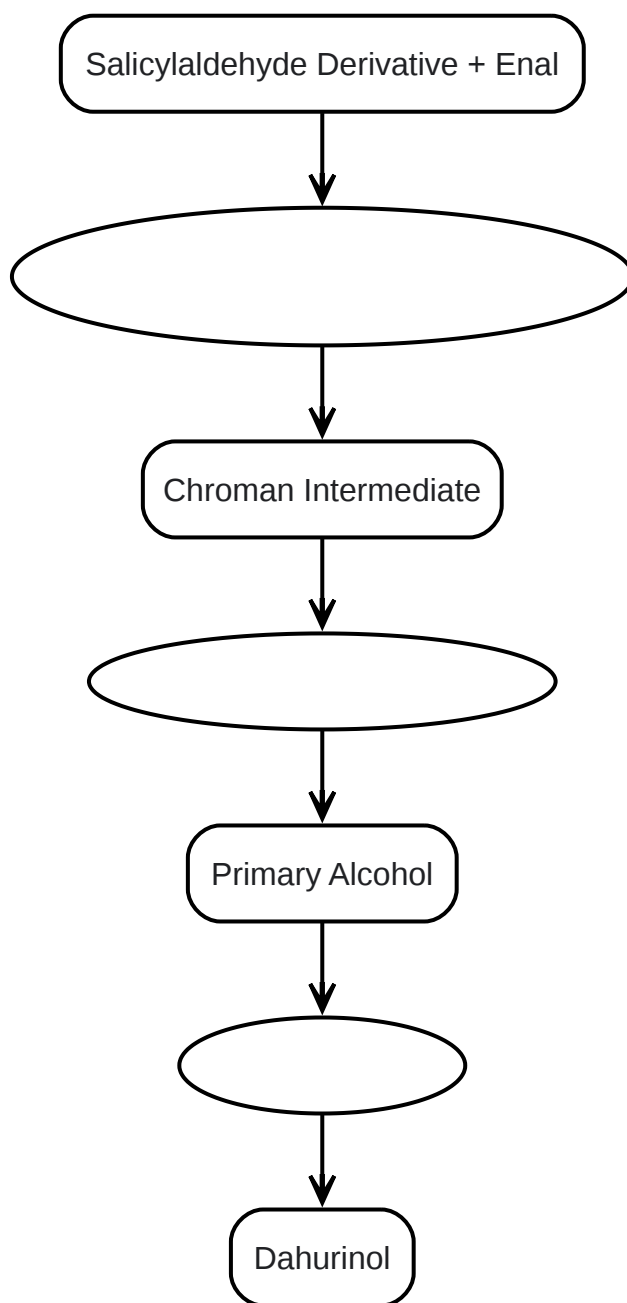 Salicylaldehyde Derivative + Enal
Chroman Intermediate
Primary Alcohol
Dahurinol